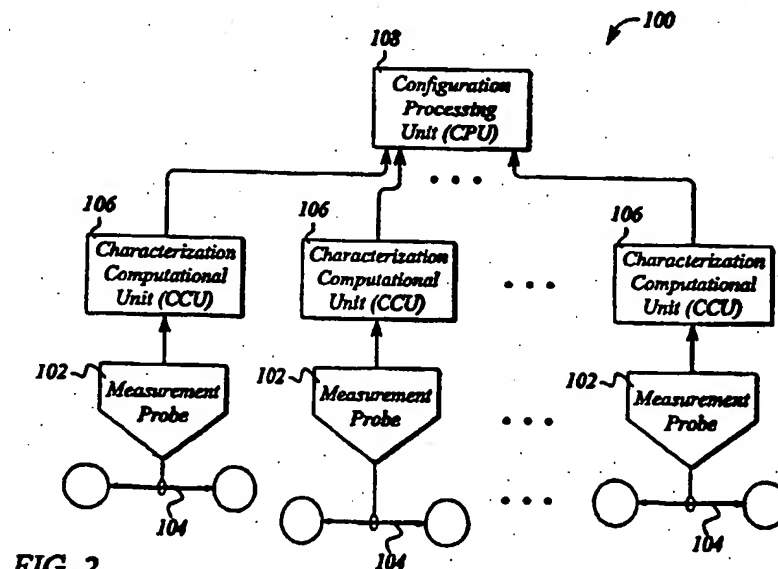 100
108
Configuration
Processing
Unit (CPU)
106
Characterization
Computational
Unit (CCU)
106
Characterization
Computational
Unit (CCU)
106
Characterization
Computational
Unit (CCU)
102
Measurement
Probe
102
Measurement
Probe
102
Measurement
Probe
104
104
104
FIG. 2